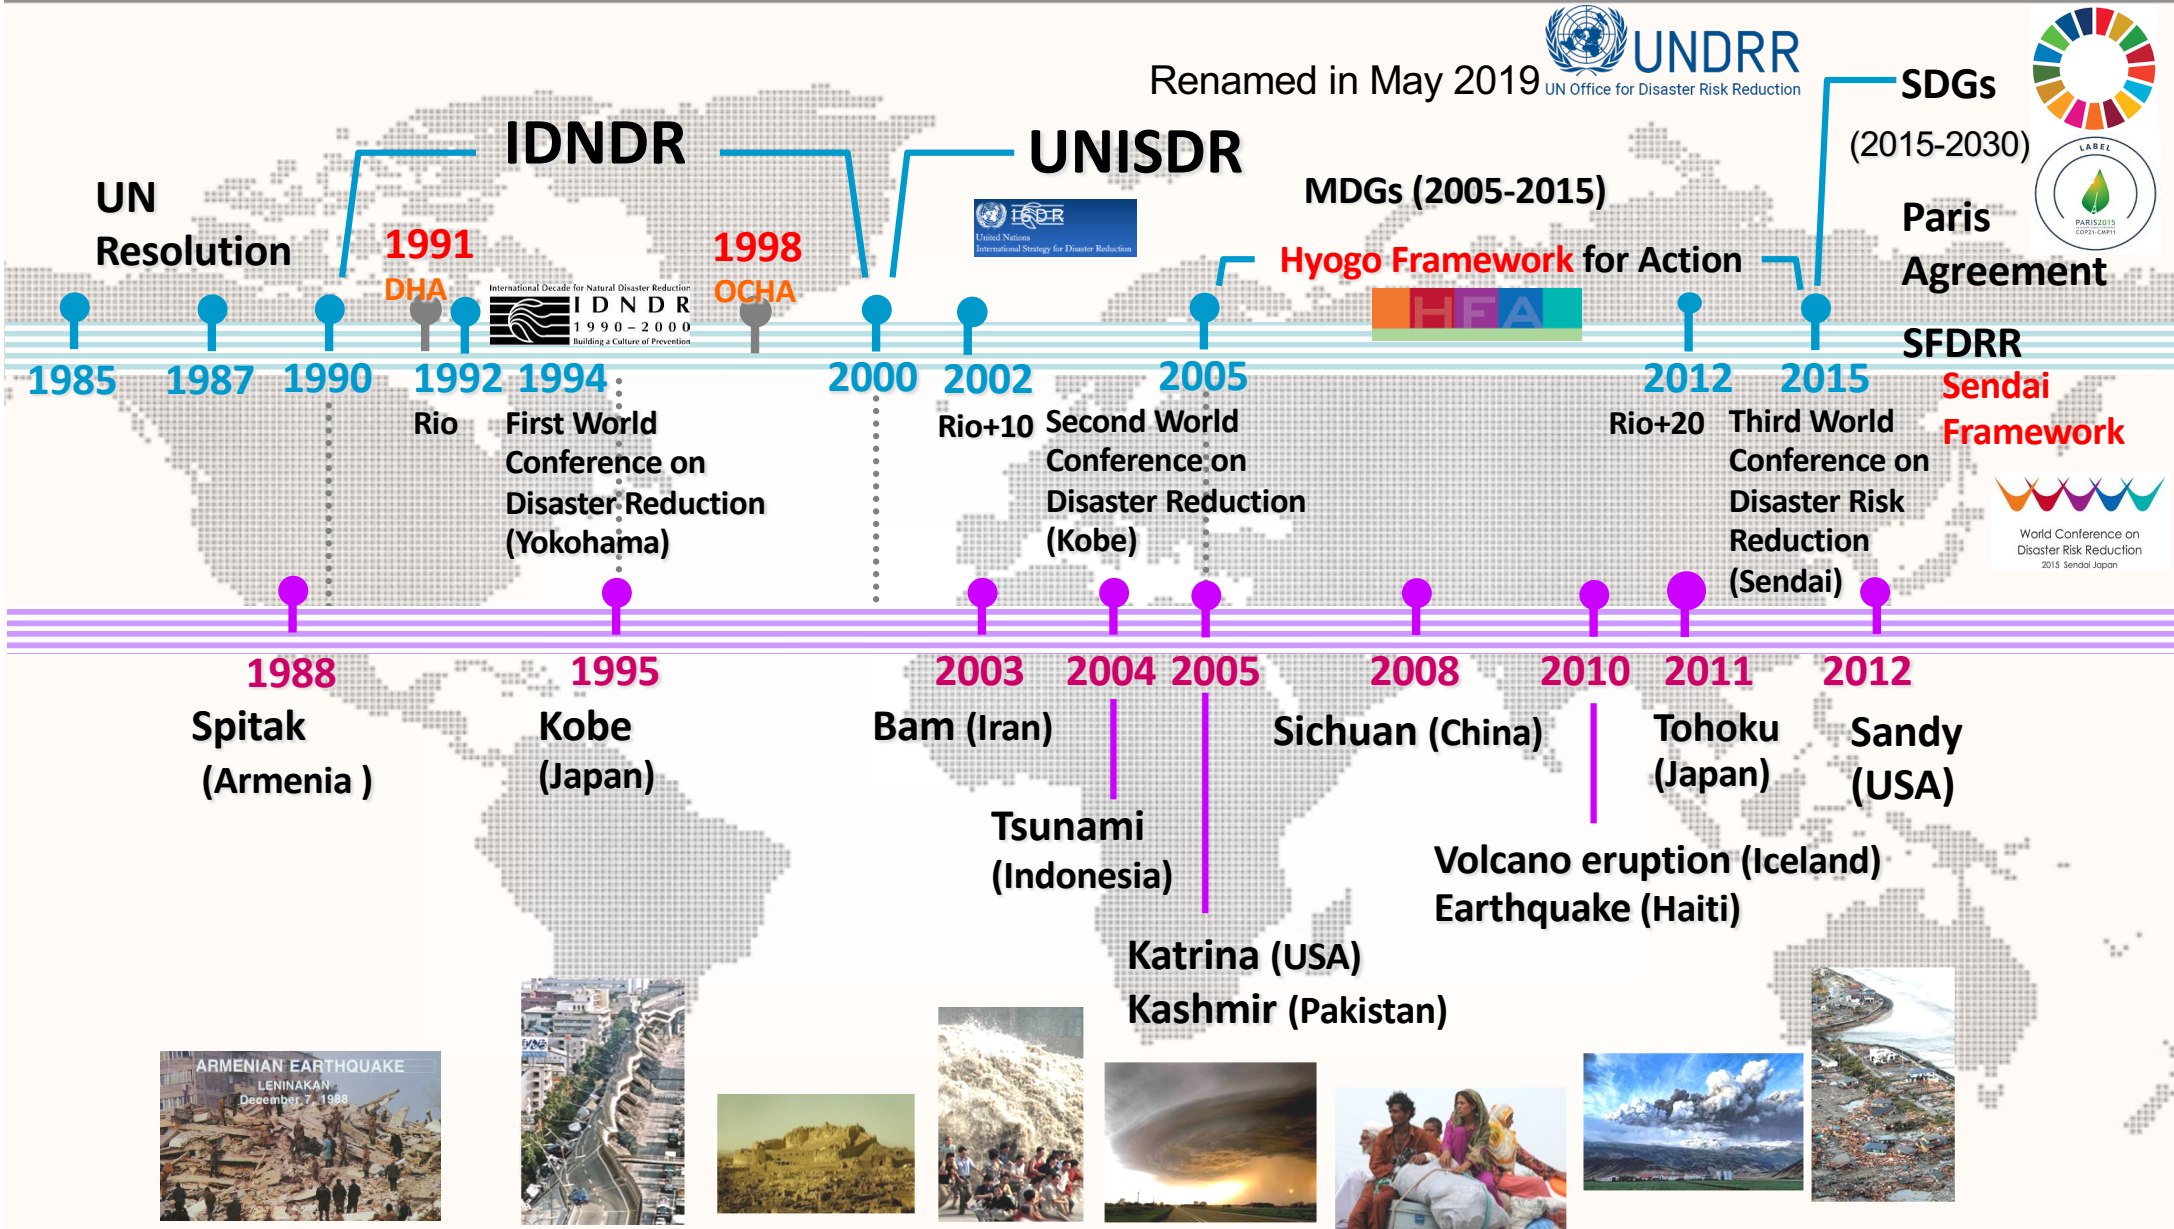 Renamed in May 2019
UNDRR
UN Office for Disaster Risk Reduction
SDGs
(2015-2030)
LABEL
PARIS2015
COP21·CMP11
IDNDR
UNISDR
ISDR
United Nations
International Strategy for Disaster Reduction
UN
Resolution
MDGs (2005-2015)
Paris
Agreement
1991
DHA
1998
OCHA
Hyogo Framework for Action
HFA
International Decade for Natural Disaster Reduction
IDNDR
1990–2000
Building a Culture of Prevention
SFDRR
Sendai
Framework
1985
1987
1990
1992
1994
2000
2002
2005
2012
2015
Rio
First World
Conference on
Disaster Reduction
(Yokohama)
Rio+10
Second World
Conference on
Disaster Reduction
(Kobe)
Rio+20
Third World
Conference on
Disaster Risk
Reduction
(Sendai)
World Conference on
Disaster Risk Reduction
2015 Sendai Japan
1988
1995
2003
2004
2005
2008
2010
2011
2012
Spitak
(Armenia )
Kobe
(Japan)
Bam (Iran)
Tsunami
(Indonesia)
Katrina (USA)
Kashmir (Pakistan)
Sichuan (China)
Volcano eruption (Iceland)
Earthquake (Haiti)
Tohoku
(Japan)
Sandy
(USA)
ARMENIAN EARTHQUAKE
LENINAKAN
December 7, 1988